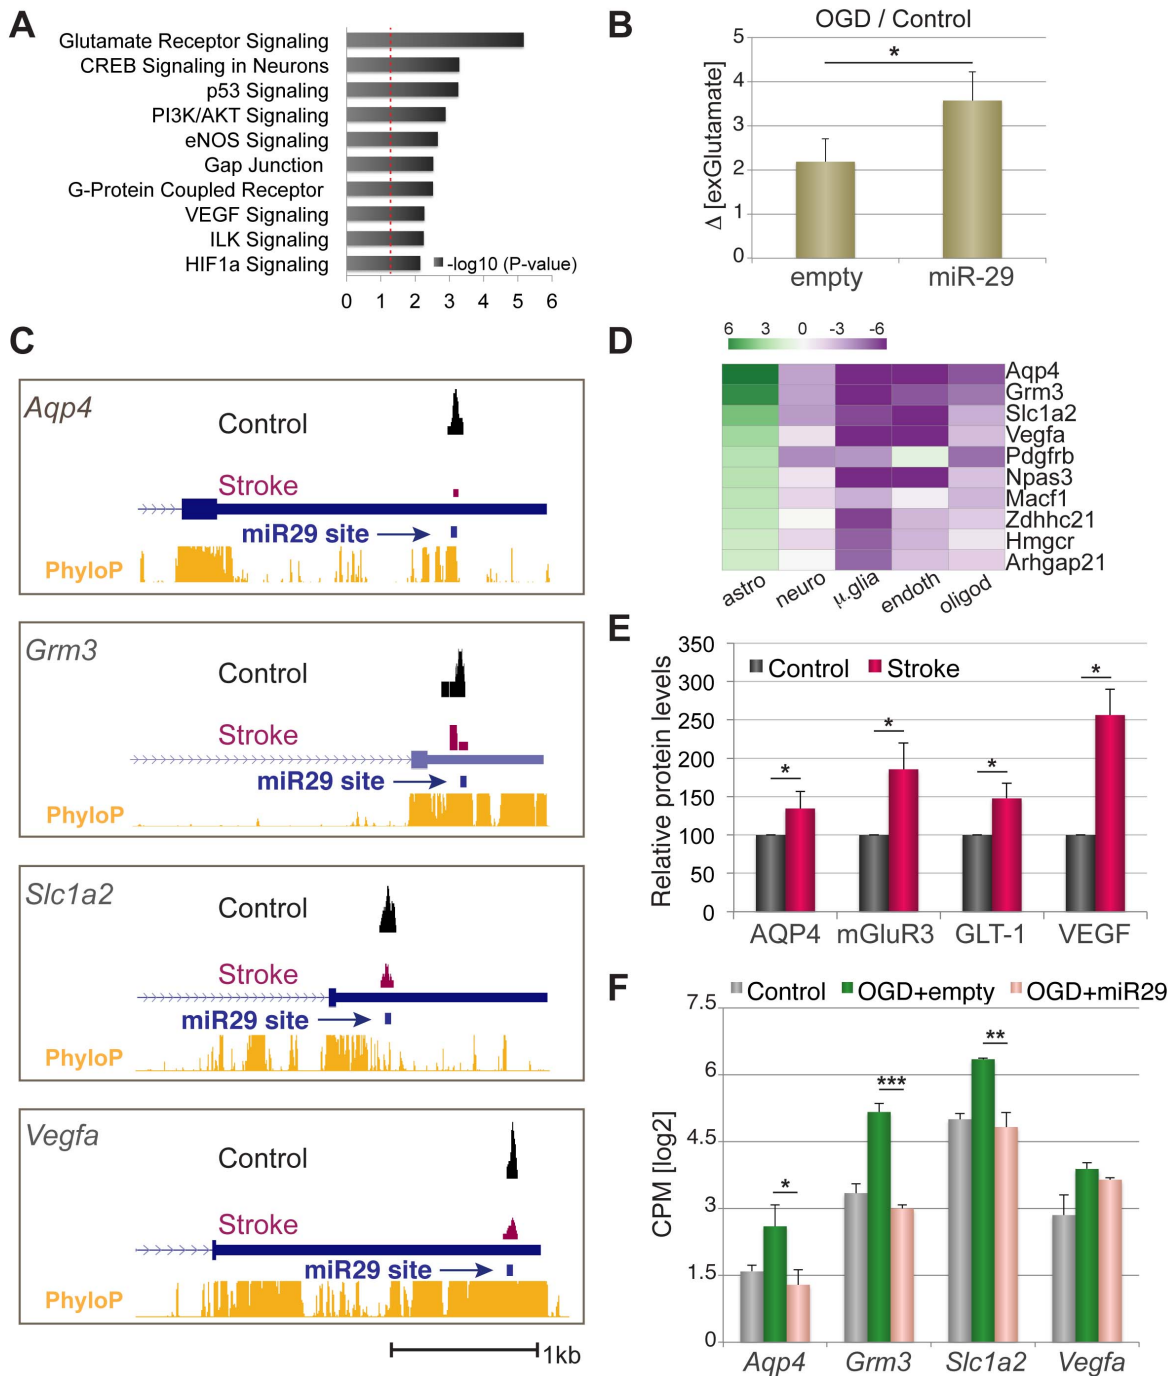 A
Glutamate Receptor Signaling
CREB Signaling in Neurons
p53 Signaling
PI3K/AKT Signaling
eNOS Signaling
Gap Junction
G-Protein Coupled Receptor
VEGF Signaling
ILK Signaling
HIF1a Signaling
-log10 (P-value)
0 1 2 3 4 5 6
B
OGD / Control
Δ [exGlutamate]
5
4
3
2
1
0
*
empty miR-29
C
Aqp4
Control
Stroke
miR29 site
PhyloP
Grm3
Control
Stroke
miR29 site
PhyloP
Slc1a2
Control
Stroke
miR29 site
PhyloP
Vegfa
Control
Stroke
miR29 site
PhyloP
1kb
D
6 3 0 -3 -6
Aqp4
Grm3
Slc1a2
Vegfa
Pdgfrb
Npas3
Macf1
Zdhhc21
Hmgcr
Arhgap21
astro neuro µ.glia endoth oligod
E
Relative protein levels
350
300
250
200
150
100
50
0
Control Stroke
*
*
*
*
AQP4 mGluR3 GLT-1 VEGF
F
Control OGD+empty OGD+miR29
CPM [log2]
7.5
6
4.5
3
1.5
0
*
***
**
Aqp4 Grm3 Slc1a2 Vegfa